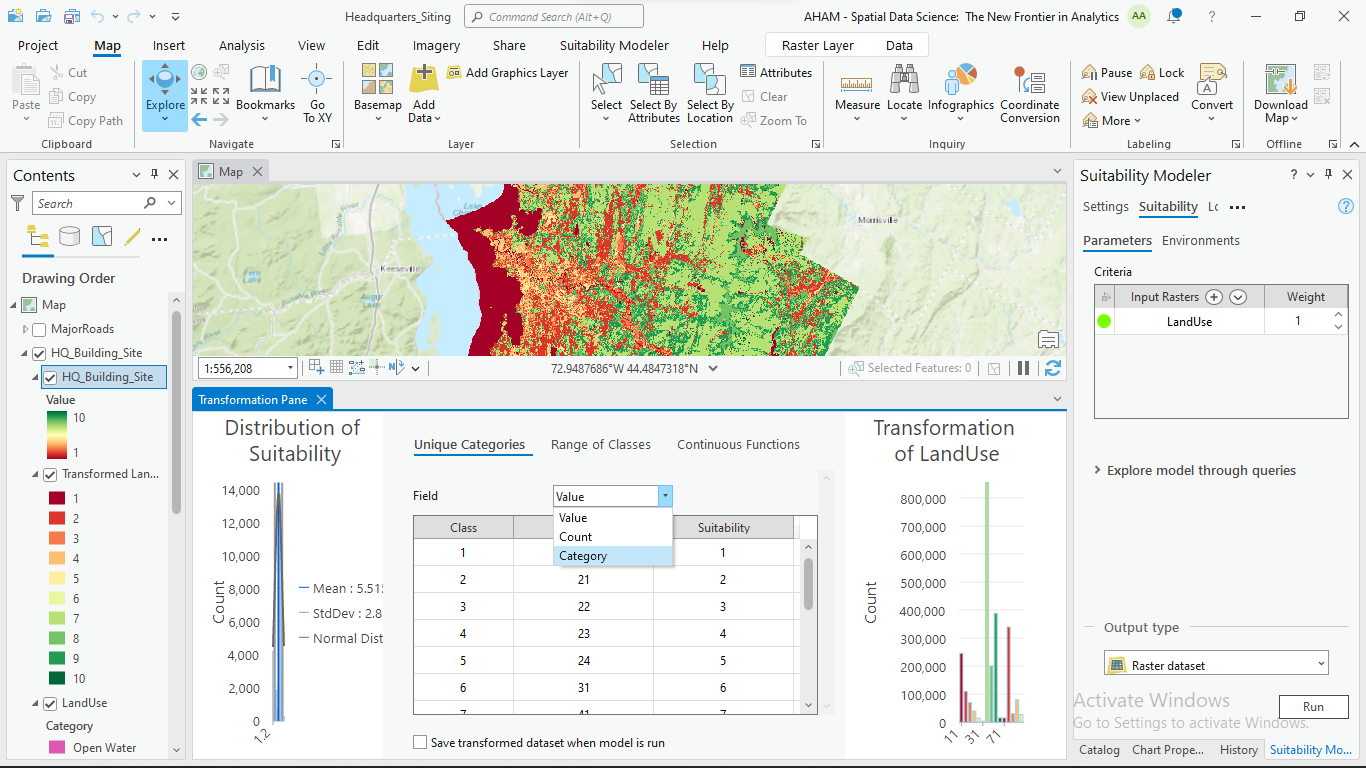 Headquarters_Siting
Command Search (Alt+Q)
AHAM - Spatial Data Science: The New Frontier in Analytics
AA
?
Project
Map
Insert
Analysis
View
Edit
Imagery
Share
Suitability Modeler
Help
Raster Layer
Data
Paste
Cut
Copy
Copy Path
Clipboard
Explore
Bookmarks
Go
To XY
Navigate
Basemap
Add
Data
Add Graphics Layer
Layer
Select
Select By
Attributes
Select By
Location
Attributes
Clear
Zoom To
Selection
Measure
Locate
Infographics
Coordinate
Conversion
Inquiry
Pause
Lock
View Unplaced
More
Convert
Labeling
Download
Map
Offline
Contents
Search
Drawing Order
Map
MajorRoads
HQ_Building_Site
HQ_Building_Site
Value
10
1
Transformed Lan...
1
2
3
4
5
6
7
8
9
10
LandUse
Category
Open Water
Map
Keeseville
Morrisville
1:556,208
72.9487686°W 44.4847318°N
Selected Features: 0
Transformation Pane
Distribution of
Suitability
14,000
12,000
10,000
8,000
6,000
4,000
2,000
0
1.2
Count
Mean : 5.515
StdDev : 2.8
Normal Dist
Unique Categories
Range of Classes
Continuous Functions
Field
Value
Value
Count
Category
Class
Suitability
1
1
2
21
2
3
22
3
4
23
4
5
24
5
6
31
6
7
41
7
Save transformed dataset when model is run
Transformation
of LandUse
800,000
700,000
600,000
500,000
400,000
300,000
200,000
100,000
0
Count
11
31
71
Suitability Modeler
?
Settings
Suitability
Lo
Parameters
Environments
Criteria
Input Rasters
Weight
LandUse
1
Explore model through queries
Output type
Raster dataset
Activate Windows
Go to Settings to activate Windows.
Run
Catalog
Chart Prope...
History
Suitability Mo...